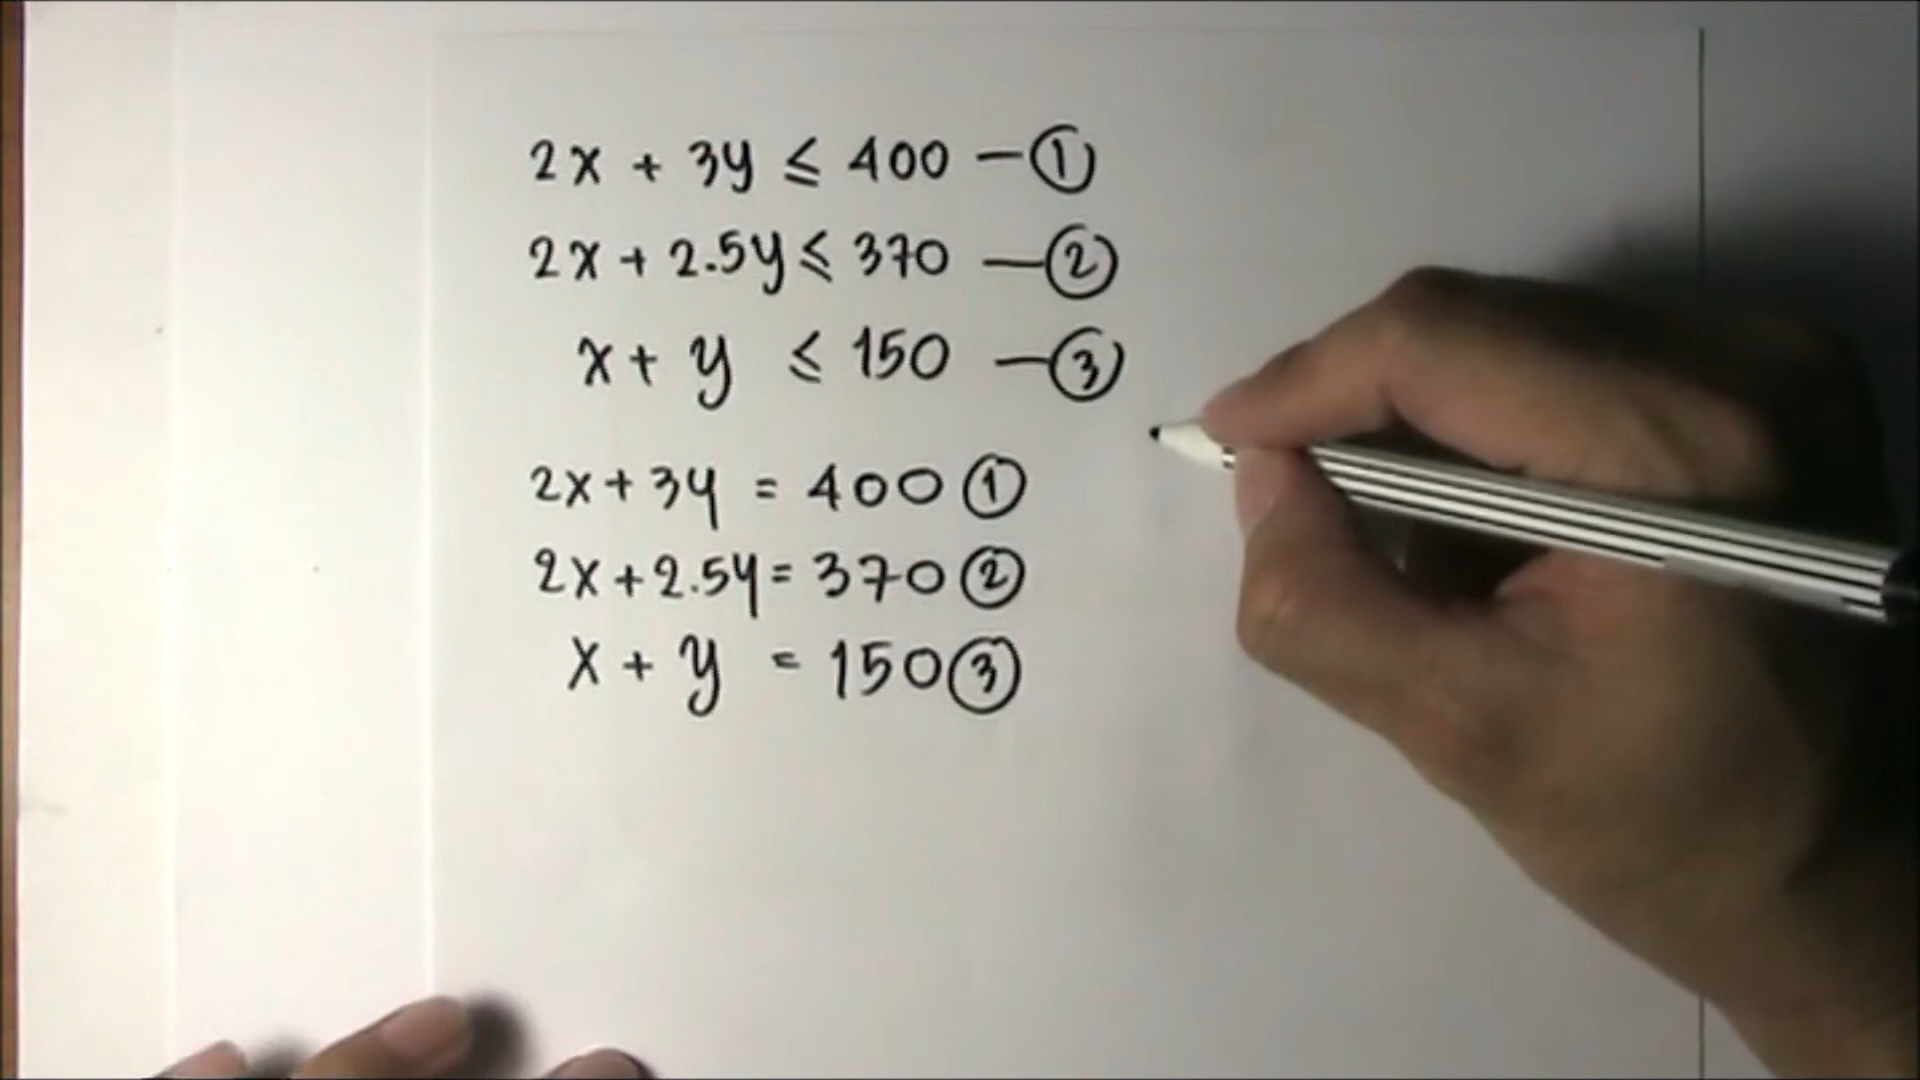 2x + 3y ≤ 400 — ①
2x + 2.5y ≤ 370 — ②
x + y ≤ 150 — ③
2x + 3y = 400 ①
2x + 2.5y = 370 ②
x + y = 150 ③